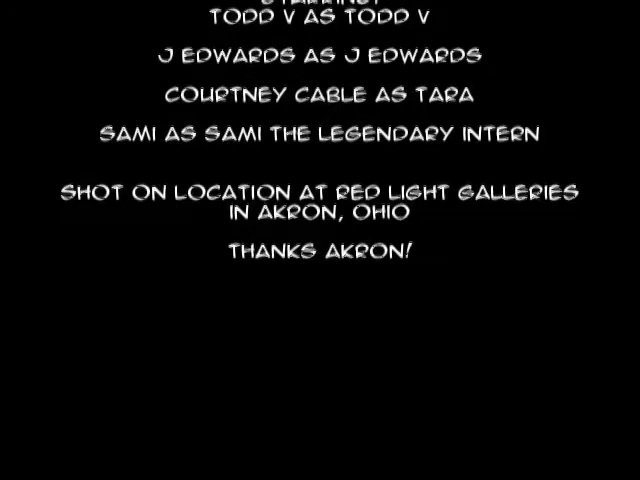 TODD V AS TODD V
J EDWARDS AS J EDWARDS
COURTNEY CABLE AS TARA
SAMI AS SAMI THE LEGENDARY INTERN
SHOT ON LOCATION AT RED LIGHT GALLERIES
IN AKRON, OHIO
THANKS AKRON!